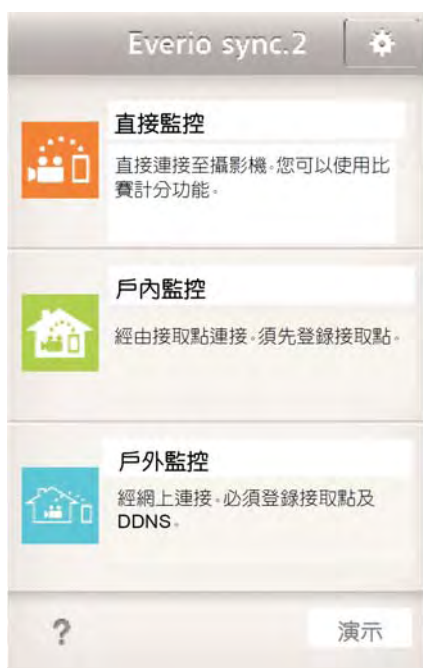 Everio sync.2
直接監控
直接連接至攝影機。您可以使用比
賽計分功能。
戶內監控
經由接取點連接。須先登錄接取點。
戶外監控
經網上連接。必須登錄接取點及
DDNS。
?
演示